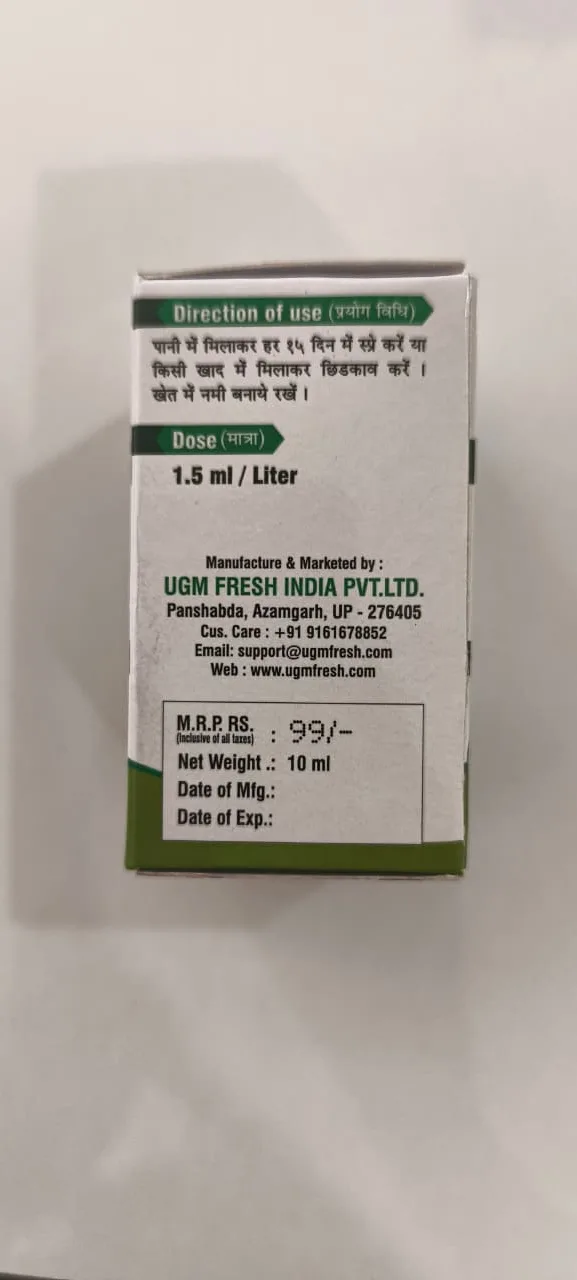 Direction of use (प्रयोग विधि)
पानी में मिलाकर हर १५ दिन में स्प्रे करें या
किसी खाद में मिलाकर छिडकाव करें ।
खेत में नमी बनाये रखें ।
Dose (मात्रा)
1.5 ml / Liter
Manufacture & Marketed by :
UGM FRESH INDIA PVT.LTD.
Panshabda, Azamgarh, UP - 276405
Cus. Care : +91 9161678852
Email: support@ugmfresh.com
Web : www.ugmfresh.com
M.R.P. RS. : 99/-
(Inclusive of all taxes)
Net Weight .: 10 ml
Date of Mfg.:
Date of Exp.: